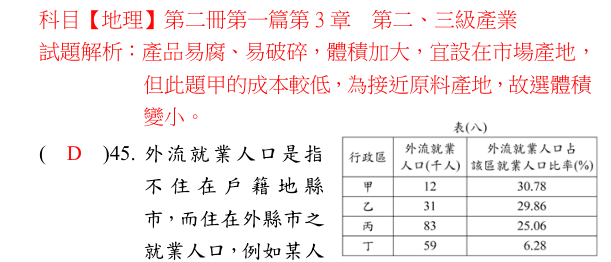 科目【地理】第二冊第一篇第3章　第二、三級產業
試題解析：產品易腐、易破碎，體積加大，宜設在市場產地，
但此題甲的成本較低，為接近原料產地，故選體積
變小。
(　D　)45. 外流就業人口是指
不住在戶籍地縣
市，而住在外縣市之
就業人口，例如某人
表(八)
行政區 外流就業人口(千人) 外流就業人口占該區就業人口比率(%)
甲 12 30.78
乙 31 29.86
丙 83 25.06
丁 59 6.28